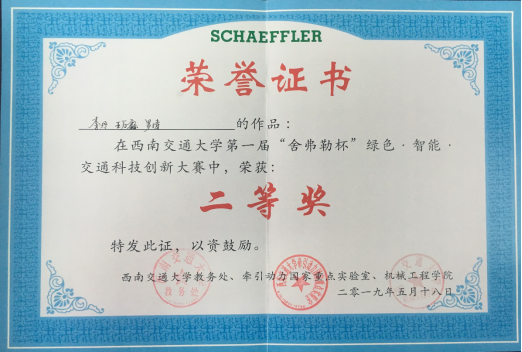 SCHAEFFLER
荣誉证书
的作品：
在西南交通大学第一届“舍弗勒杯”绿色·智能·
交通科技创新大赛中，荣获：
二等奖
特发此证，以资鼓励。
西南交通大学教务处、牵引动力国家重点实验室、机械工程学院
二〇一九年五月十八日